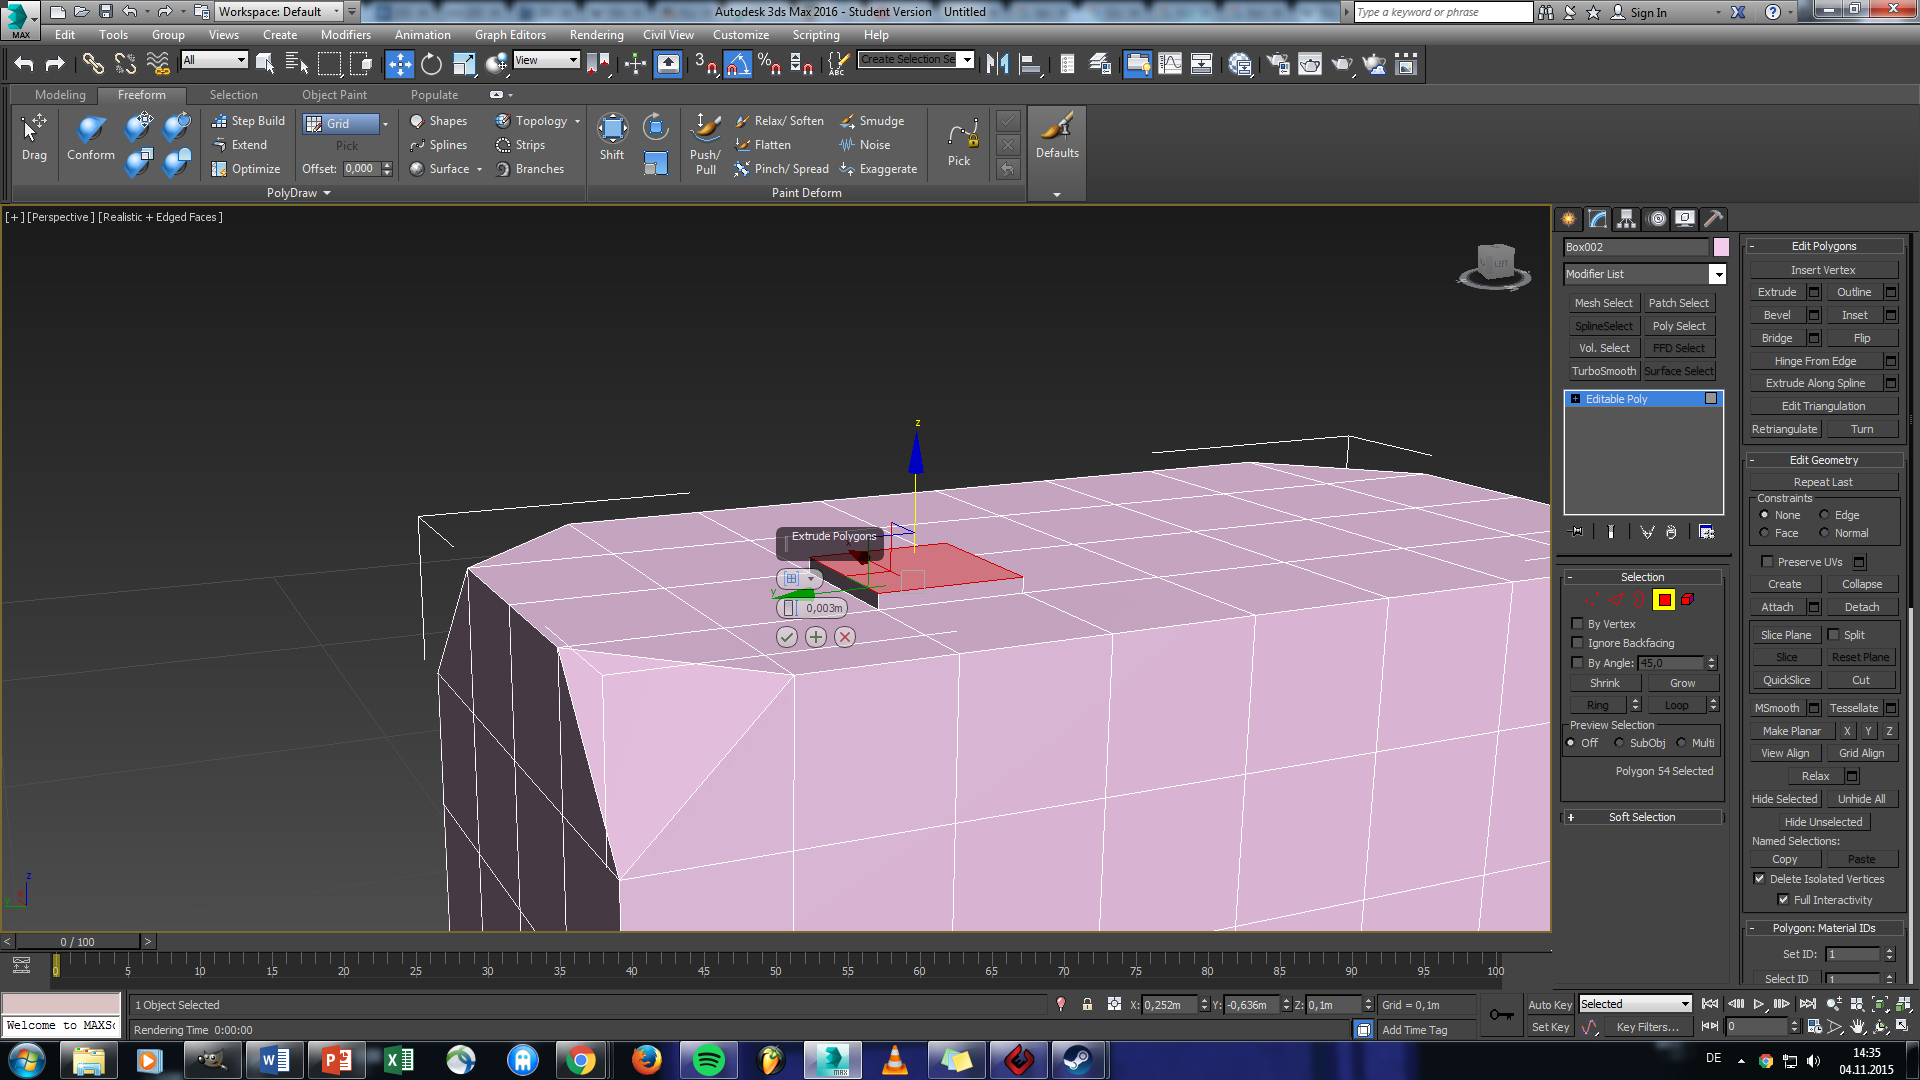 Workspace: Default
Autodesk 3ds Max 2016 - Student Version    Untitled
Type a keyword or phrase
Sign In
MAX
Edit Tools Group Views Create Modifiers Animation Graph Editors Rendering Civil View Customize Scripting Help
All
View
Create Selection Se
Modeling Freeform Selection Object Paint Populate
Drag
Conform
Step Build
Extend
Optimize
Grid
Pick
Offset: 0,000
Shapes
Splines
Surface
Topology
Strips
Branches
PolyDraw
Shift
Push/
Pull
Relax/ Soften
Flatten
Pinch/ Spread
Smudge
Noise
Exaggerate
Paint Deform
Pick
Defaults
[+] [Perspective] [Realistic + Edged Faces]
LEFT
z
Extrude Polygons
x
y
0,003m
z
Box002
Modifier List
Mesh Select Patch Select
SplineSelect Poly Select
Vol. Select FFD Select
TurboSmooth Surface Select
Editable Poly
- Selection
By Vertex
Ignore Backfacing
By Angle: 45,0
Shrink Grow
Ring Loop
Preview Selection
Off SubObj Multi
Polygon 54 Selected
+ Soft Selection
- Edit Polygons
Insert Vertex
Extrude Outline
Bevel Inset
Bridge Flip
Hinge From Edge
Extrude Along Spline
Edit Triangulation
Retriangulate Turn
- Edit Geometry
Repeat Last
Constraints
None Edge
Face Normal
Preserve UVs
Create Collapse
Attach Detach
Slice Plane Split
Slice Reset Plane
QuickSlice Cut
MSmooth Tessellate
Make Planar X Y Z
View Align Grid Align
Relax
Hide Selected Unhide All
Hide Unselected
Named Selections:
Copy Paste
Delete Isolated Vertices
Full Interactivity
- Polygon: Material IDs
Set ID: 1
Select ID 1
< 0 / 100 >
0 5 10 15 20 25 30 35 40 45 50 55 60 65 70 75 80 85 90 95 100
1 Object Selected
X: 0,252m Y: -0,636m Z: 0,1m Grid = 0,1m
Auto Key Selected
Welcome to MAXSc
Rendering Time 0:00:00
Add Time Tag
Set Key Key Filters... 0
DE
14:35
04.11.2015